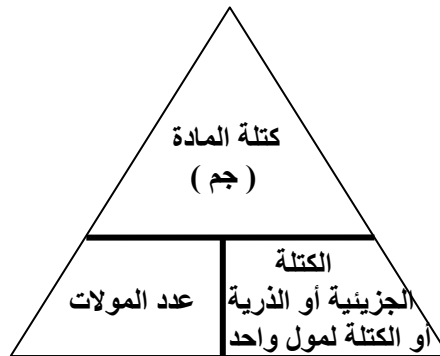 كتلة المادة
( جم )
الكتلة
الجزيئية أو الذرية
أو الكتلة لمول واحد
عدد المولات